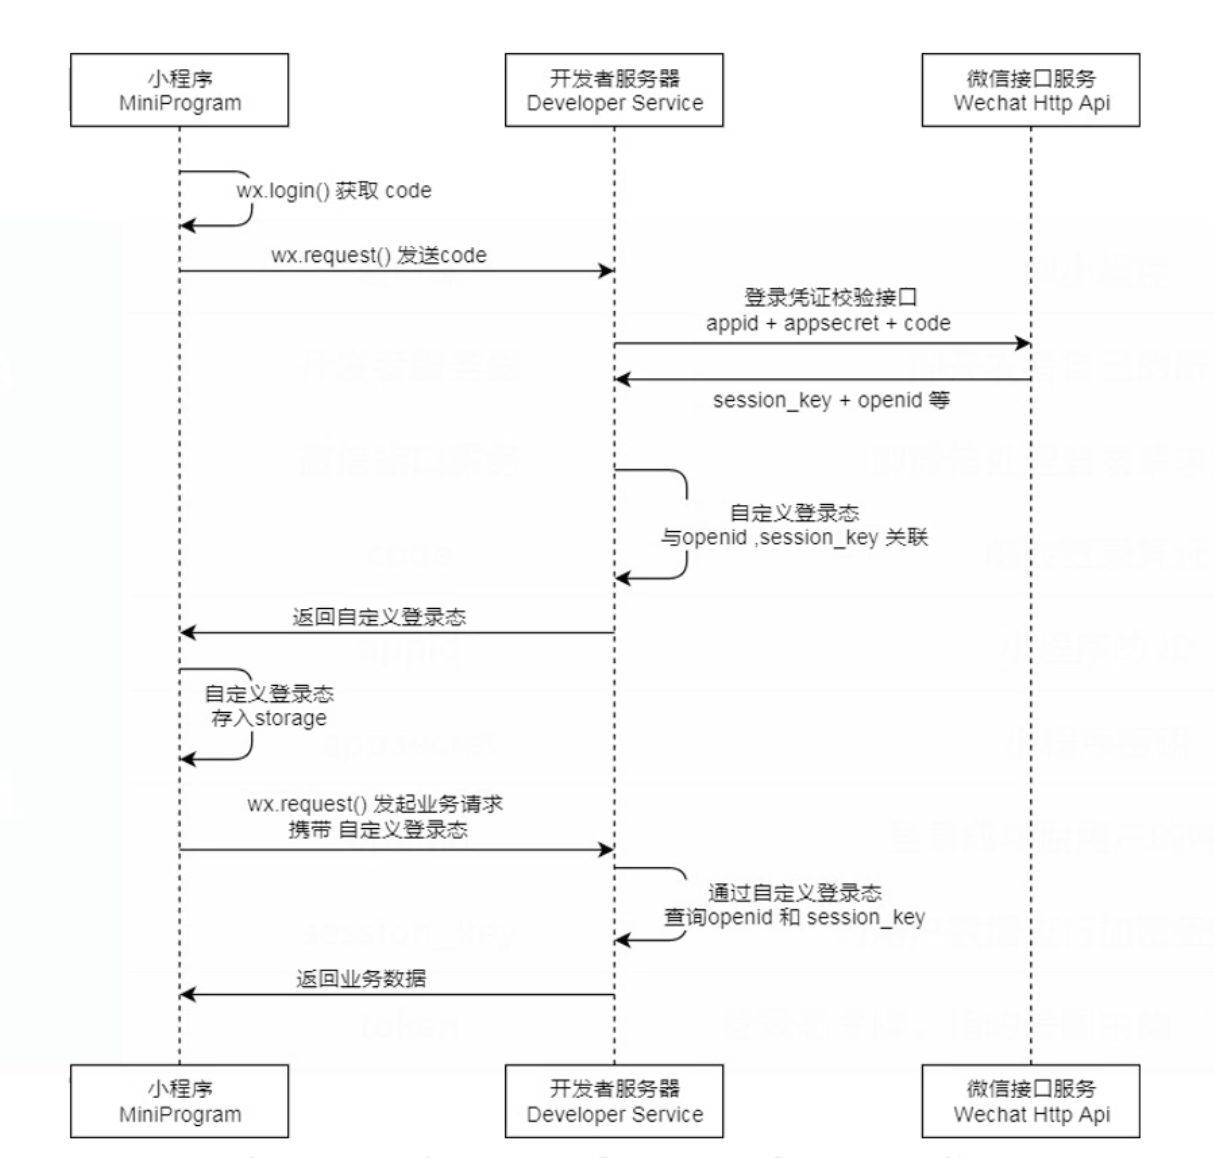 小程序
MiniProgram
开发者服务器
Developer Service
微信接口服务
Wechat Http Api
wx.login() 获取 code
wx.request() 发送code
登录凭证校验接口
appid + appsecret + code
session_key + openid 等
自定义登录态
与openid ,session_key 关联
返回自定义登录态
自定义登录态
存入storage
wx.request() 发起业务请求
携带 自定义登录态
通过自定义登录态
查询openid 和 session_key
返回业务数据
小程序
MiniProgram
开发者服务器
Developer Service
微信接口服务
Wechat Http Api